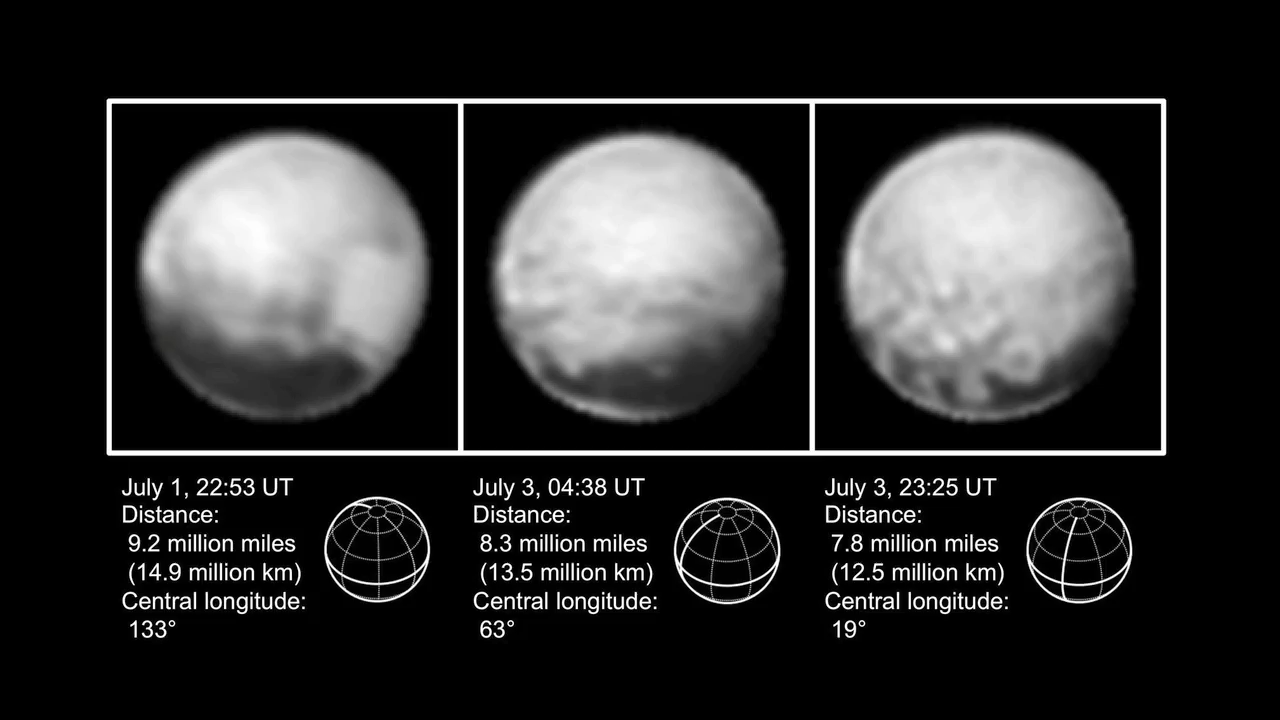 July 1, 22:53 UT
Distance:
9.2 million miles
(14.9 million km)
Central longitude:
133°
July 3, 04:38 UT
Distance:
8.3 million miles
(13.5 million km)
Central longitude:
63°
July 3, 23:25 UT
Distance:
7.8 million miles
(12.5 million km)
Central longitude:
19°